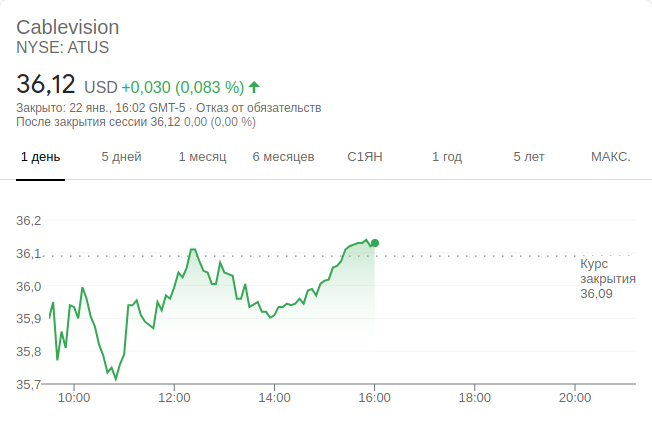 Cablevision
NYSE: ATUS
36,12 USD +0,030 (0,083 %)
Закрыто: 22 янв., 16:02 GMT-5 · Отказ от обязательств
После закрытия сессии 36,12 0,00 (0,00 %)
1 день 5 дней 1 месяц 6 месяцев С1ЯН 1 год 5 лет МАКС.
36,2
36,1
Курс
закрытия
36,09
36,0
35,9
35,8
35,7
10:00 12:00 14:00 16:00 18:00 20:00